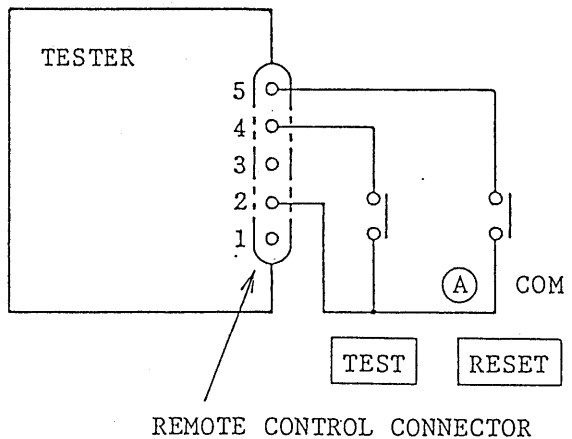 TESTER
5
4
3
2
1
A COM
TEST RESET
REMOTE CONTROL CONNECTOR